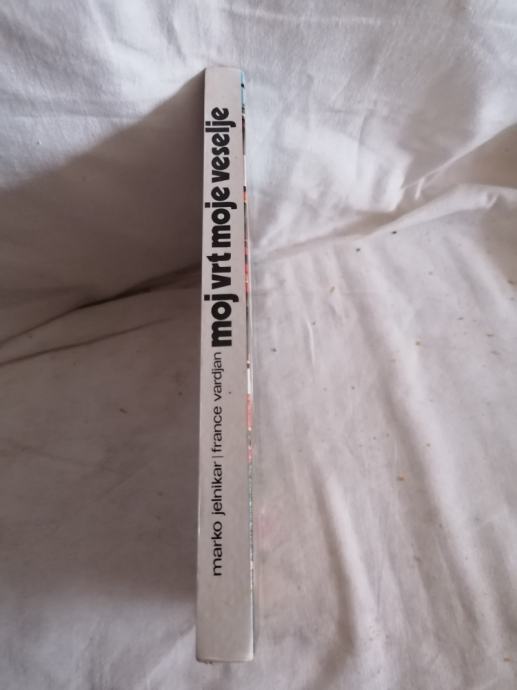 marko jelnikar | france vardjan moj vrt moje veselje